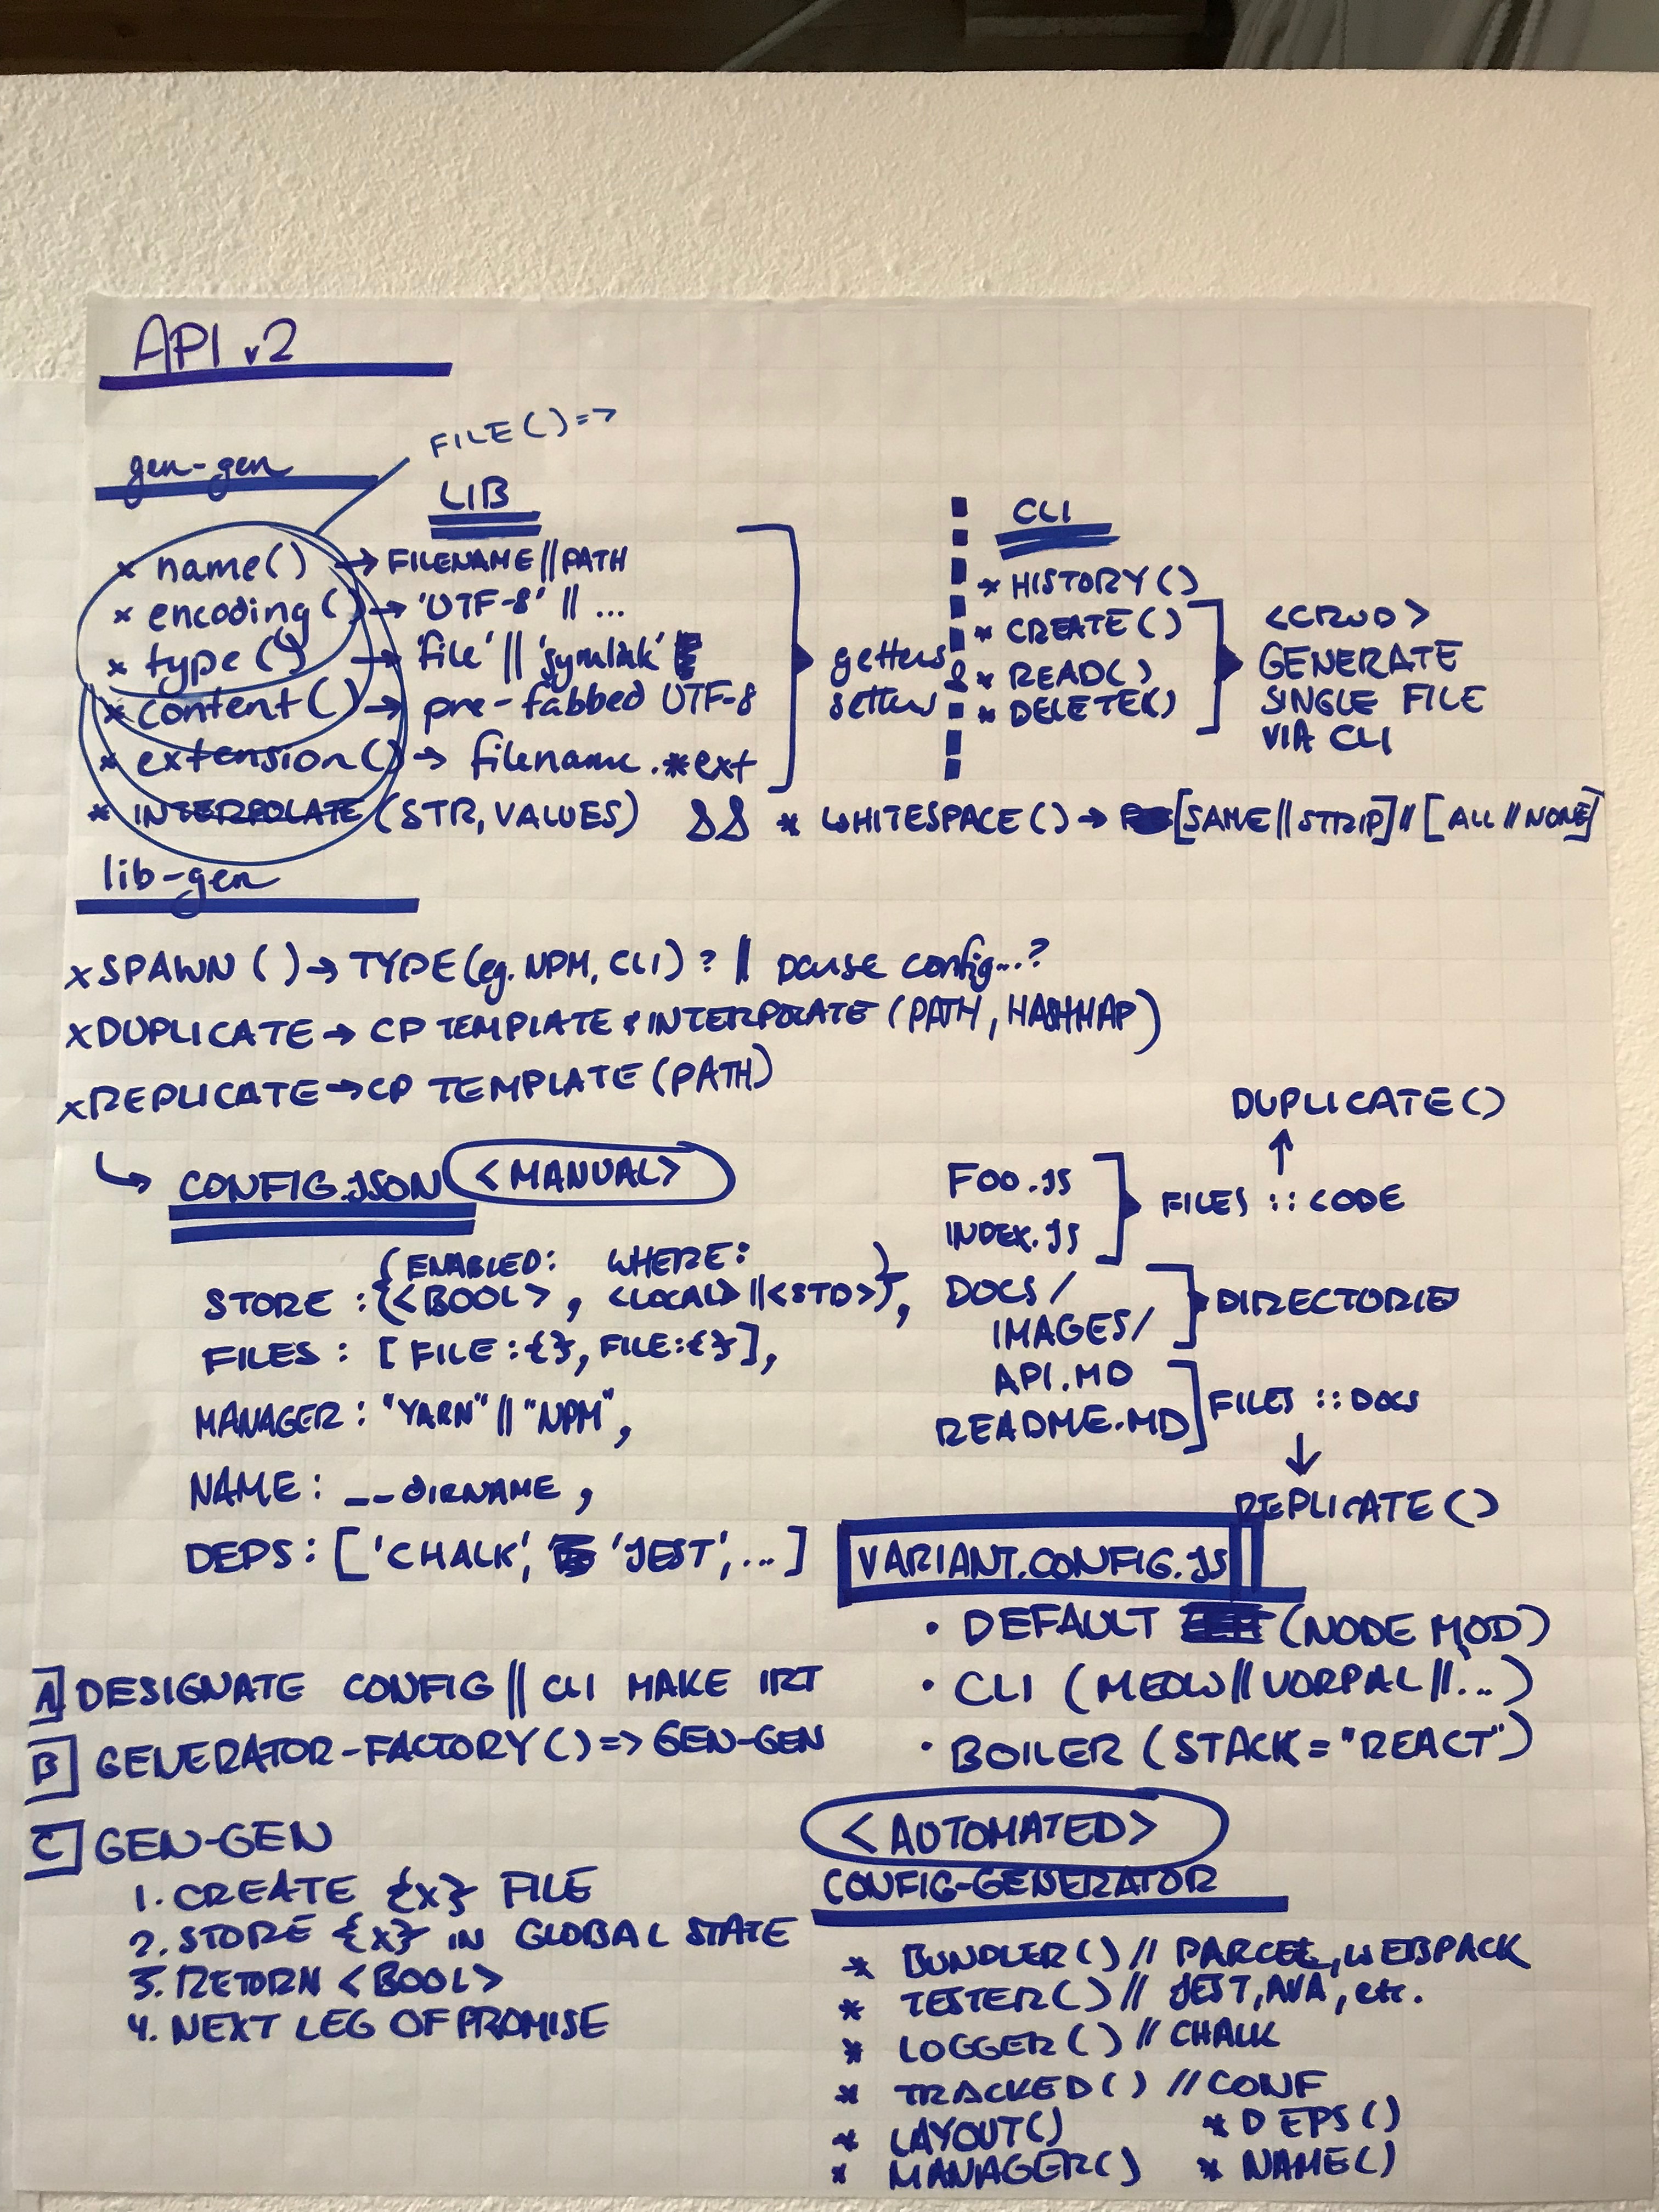 API v2
FILE()=>
gen-gen
LIB
* name() → FILENAME || PATH
* encoding() → 'UTF-8' || ...
* type() → 'file' || 'symlink'
* content() → pre-fabbed UTF-8
* extension() → filename.*ext
getters
&
setters
CLI
* HISTORY()
* CREATE()
* READ()
* DELETE()
<CRUD>
GENERATE
SINGLE FILE
VIA CLI
* INTERPOLATE (STR, VALUES) && * WHITESPACE() → [SAME || STRIP] || [ALL || NONE]
lib-gen
x SPAWN () → TYPE (eg. NPM, CLI) ? || parse config...?
x DUPLICATE → CP TEMPLATE & INTERPOLATE (PATH, HASHMAP)
x REPLICATE → CP TEMPLATE (PATH)
↳ CONFIG.JSON <MANUAL>
(ENABLED: WHERE: )
STORE : {<BOOL>, <LOCAL> || <STD>},
FILES : [FILE:{}, FILE:{}],
MANAGER: "YARN" || "NPM",
NAME: __DIRNAME,
DEPS: ['CHALK', 'JEST', ...]
DUPLICATE()
↑
FOO.JS
INDEX.JS
FILES :: CODE
DOCS/
IMAGES/
DIRECTORIES
API.MD
README.MD
FILES :: DOCS
↓
REPLICATE()
VARIANT.CONFIG.JS
• DEFAULT (NODE MOD)
• CLI (MEOW || VORPAL || ...)
• BOILER (STACK = "REACT")
A DESIGNATE CONFIG || CLI MAKE IRT
B GENERATOR-FACTORY() => GEN-GEN
C GEN-GEN
1. CREATE {x} FILE
2. STORE {x} IN GLOBAL STATE
3. RETURN <BOOL>
4. NEXT LEG OF PROMISE
<AUTOMATED>
CONFIG-GENERATOR
* BUNDLER() // PARCEL, WEBPACK
* TESTER() // JEST, AVA, etc.
* LOGGER() // CHALK
* TRACKED() // CONF
* LAYOUT() * DEPS()
* MANAGER() * NAME()